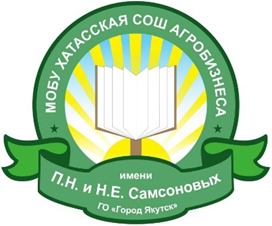 МОБУ ХАТАССКАЯ СОШ АГРОБИЗНЕСА
имени
П.Н. и Н.Е. Самсоновых
ГО «Город Якутск»